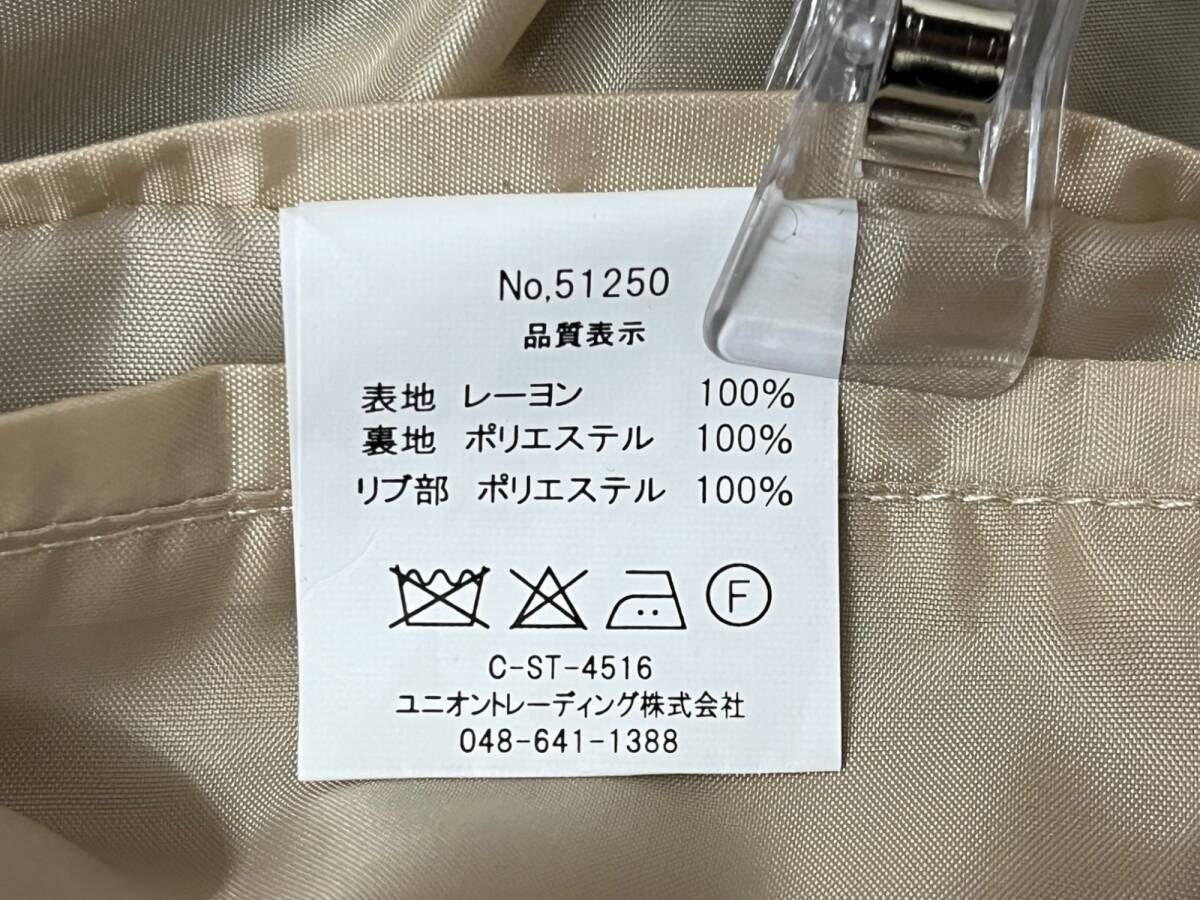 No,51250
品質表示
表地 レーヨン 100%
裏地 ポリエステル 100%
リブ部 ポリエステル 100%
F
C-ST-4516
ユニオントレーディング株式会社
048-641-1388